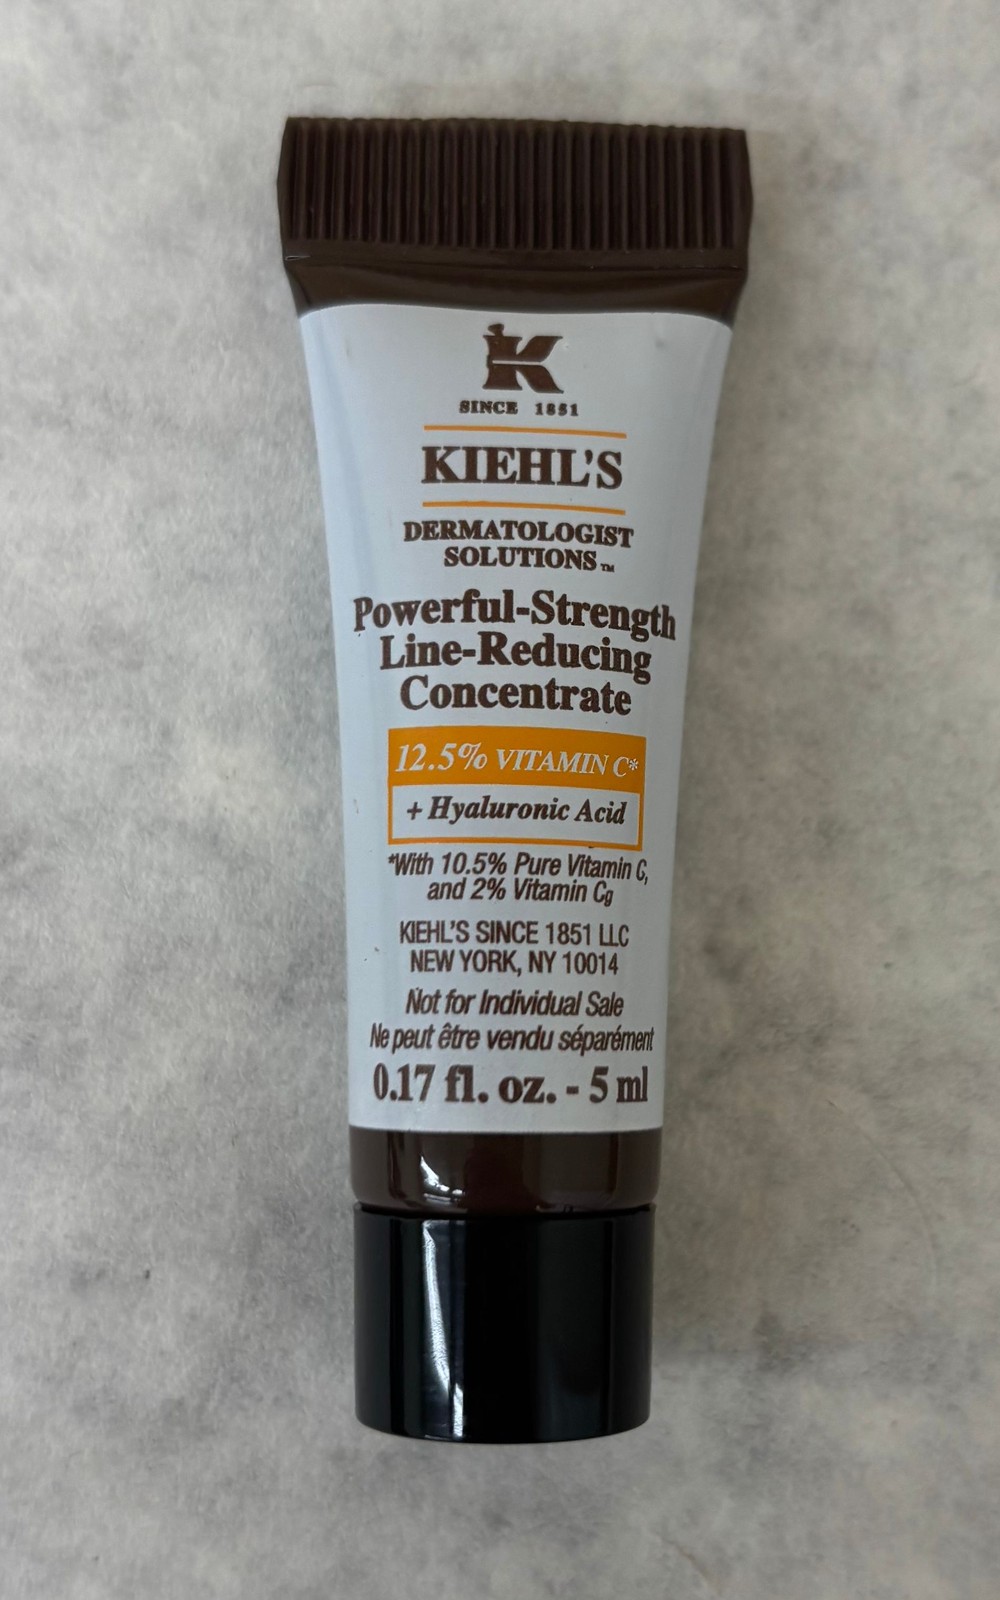 K
SINCE 1851
KIEHL'S
DERMATOLOGIST
SOLUTIONS™
Powerful-Strength
Line-Reducing
Concentrate
12.5% VITAMIN C*
+ Hyaluronic Acid
*With 10.5% Pure Vitamin C,
and 2% Vitamin Cg
KIEHL'S SINCE 1851 LLC
NEW YORK, NY 10014
Not for Individual Sale
Ne peut être vendu séparément
0.17 fl. oz. - 5 ml